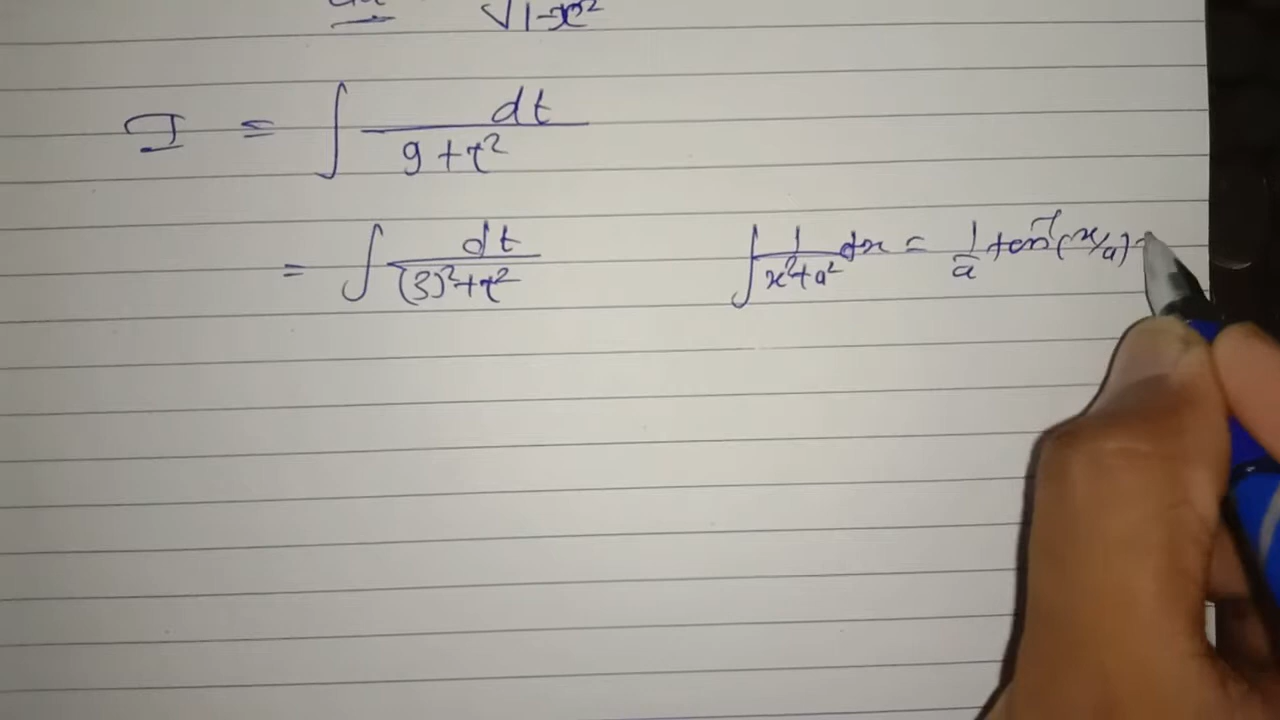 √1-x²
I = ∫ dt / 9+t²
= ∫ dt / (3)²+t² ∫ 1 / x²+a² dx = 1/a tan⁻¹(x/a)